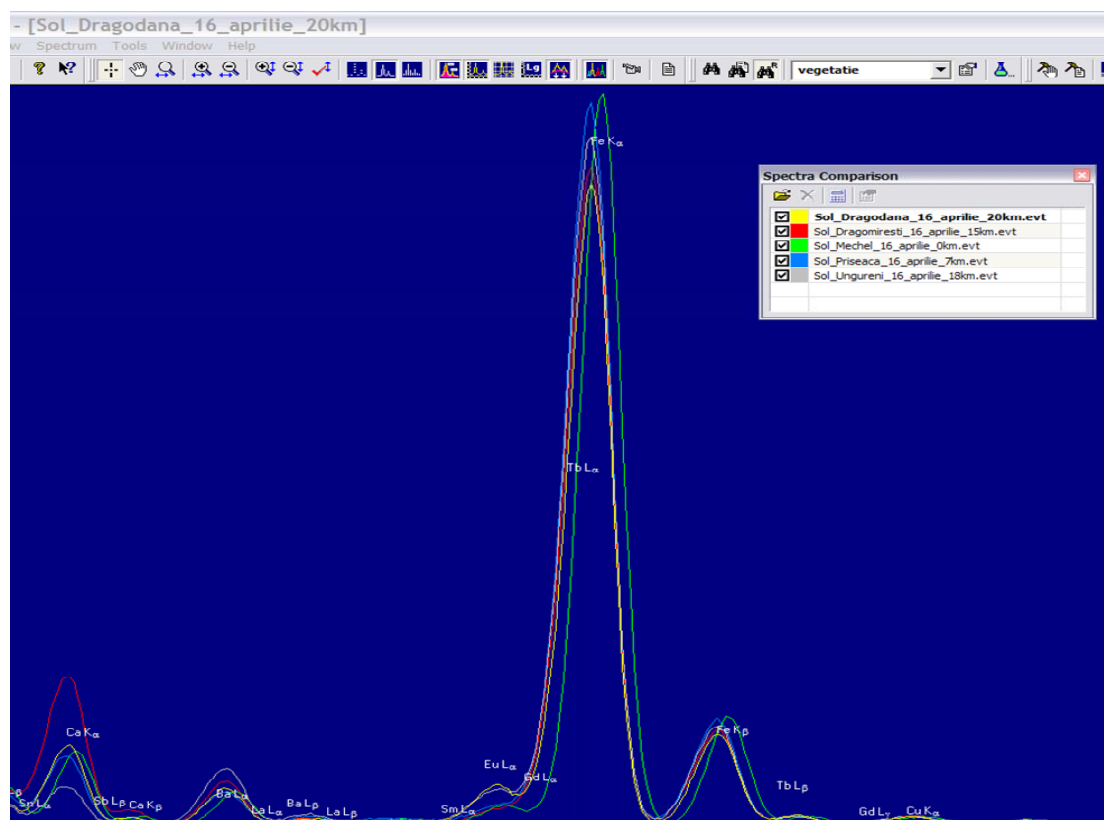 - [Sol_Dragodana_16_aprilie_20km]
w Spectrum Tools Window Help
Lg
vegetatie
Fe Kα
Spectra Comparison
Sol_Dragodana_16_aprilie_20km.evt
Sol_Dragomiresti_16_aprilie_15km.evt
Sol_Mechel_16_aprilie_0km.evt
Sol_Priseaca_16_aprilie_7km.evt
Sol_Ungureni_16_aprilie_18km.evt
Tb Lα
Ca Kα
Fe Kβ
Eu Lα
Gd Lα
Tb Lβ
β
Sn Lα
Sb Lβ
Ca Kβ
Ba Lα
La Lα
Ba Lβ
La Lβ
Sm Lα
Gd Lγ
Cu Kα